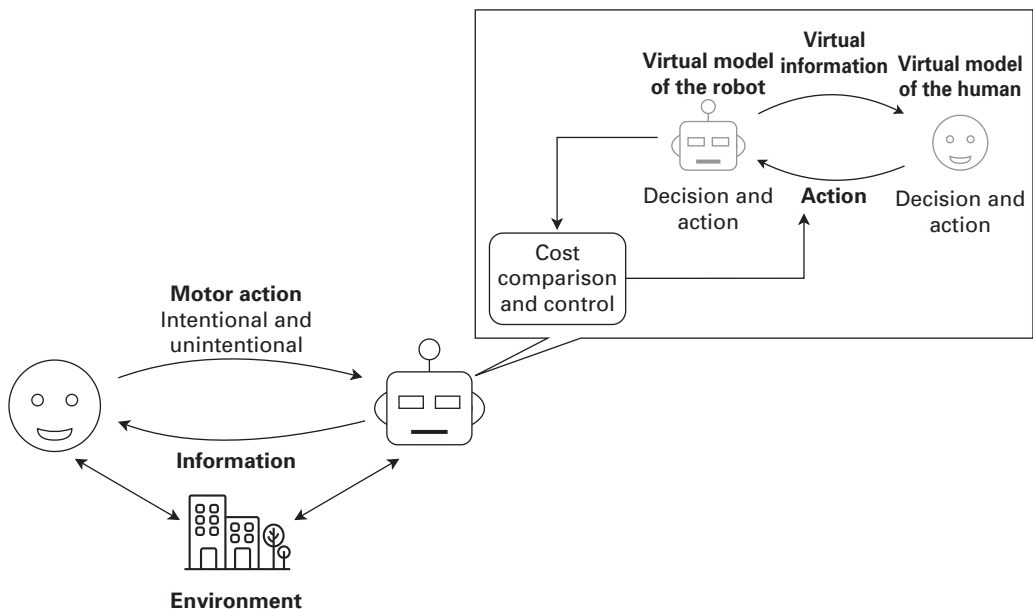 Virtual
information
Virtual model
of the robot
Virtual model
of the human
Decision and
action
Action
Decision and
action
Cost
comparison
and control
Motor action
Intentional and
unintentional
Information
Environment